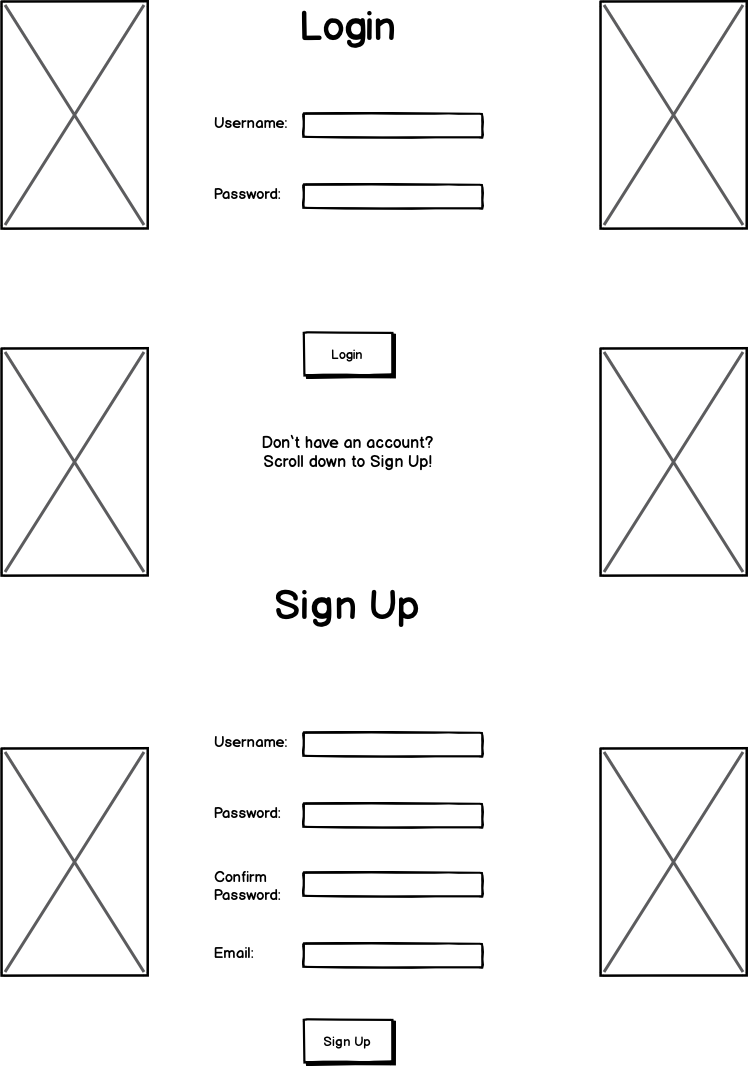 Login
Username:
Password:
Login
Don't have an account?
Scroll down to Sign Up!
Sign Up
Username:
Password:
Confirm
Password:
Email:
Sign Up